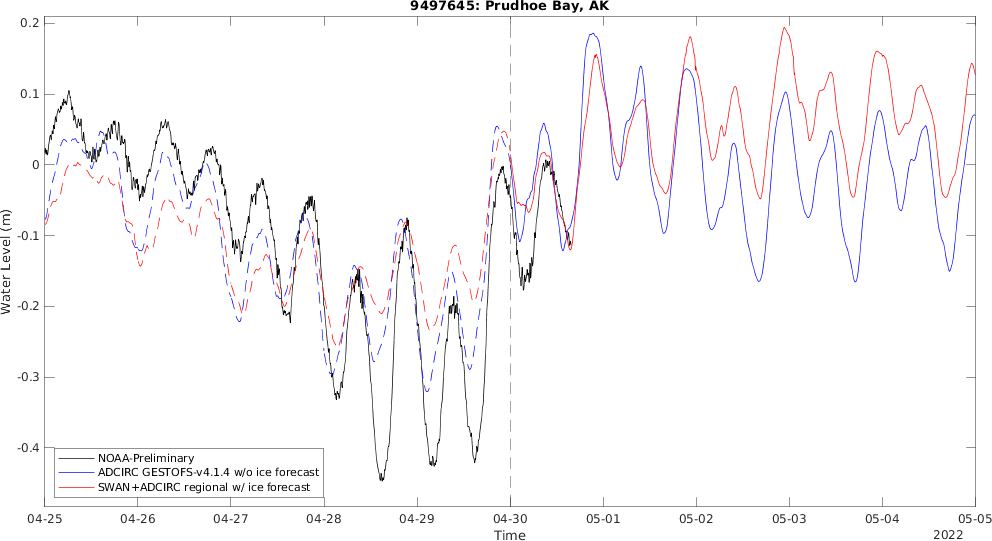 9497645: Prudhoe Bay, AK
0.2
0.1
0
-0.1
-0.2
-0.3
-0.4
Water Level (m)
NOAA-Preliminary
ADCIRC GESTOFS-v4.1.4 w/o ice forecast
SWAN+ADCIRC regional w/ ice forecast
04-25 04-26 04-27 04-28 04-29 04-30 05-01 05-02 05-03 05-04 05-05
Time
2022